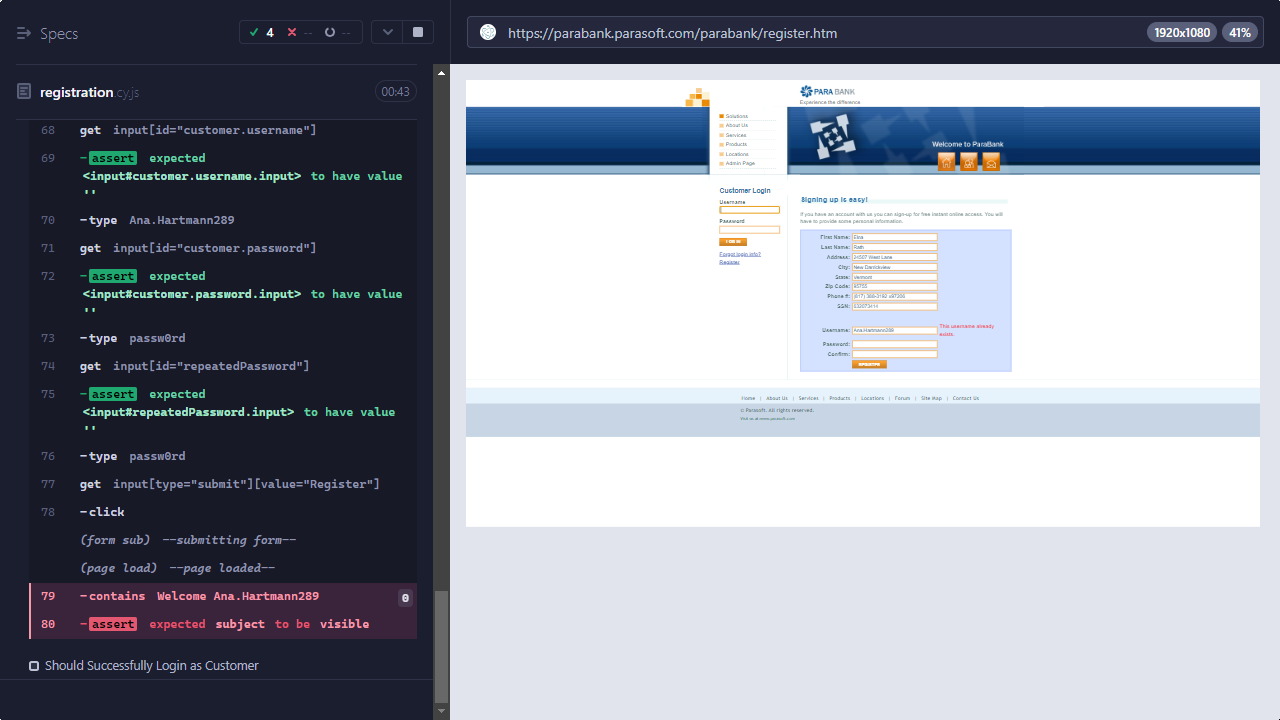 Specs
4
--
--
https://parabank.parasoft.com/parabank/register.htm
1920x1080
41%
registration.cy.js
00:43
get input[id="customer.username"]
69 -assert expected
<input#customer.username.input> to have value
''
70 -type Ana.Hartmann289
71 get input[id="customer.password"]
72 -assert expected
<input#customer.password.input> to have value
''
73 -type passw0rd
74 get input[id="repeatedPassword"]
75 -assert expected
<input#repeatedPassword.input> to have value
''
76 -type passw0rd
77 get input[type="submit"][value="Register"]
78 -click
(form sub) --submitting form--
(page load) --page loaded--
79 -contains Welcome Ana.Hartmann289 0
80 -assert expected subject to be visible
Should Successfully Login as Customer
PARA BANK
Experience the difference
Solutions
About Us
Services
Products
Locations
Admin Page
Welcome to ParaBank
Customer Login
Username
Password
LOG IN
Forgot login info?
Register
Signing up is easy!
If you have an account with us you can sign-up for free instant online access. You will
have to provide some personal information.
First Name:
Last Name: Rath
Address: 24507 West Lane
City:
State: Vermont
Zip Code:
Phone #:
SSN:
Username: Ana.Hartmann289 This username already
exists.
Password:
Confirm:
REGISTER
Home | About Us | Services | Products | Locations | Forum | Site Map | Contact Us
© Parasoft. All rights reserved.
Visit us at: www.parasoft.com